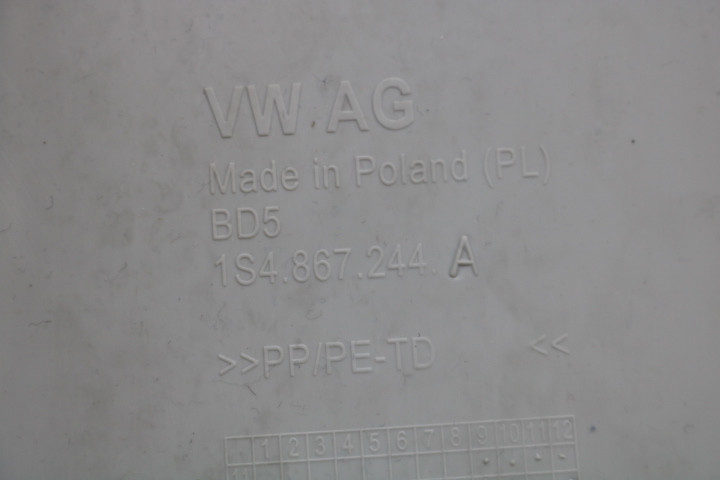 VW AG
Made in Poland (PL)
BD5
1S4.867.244. A
>>PP/PE-TD <<
1 2 3 4 5 6 7 8 9 10 11 12
11